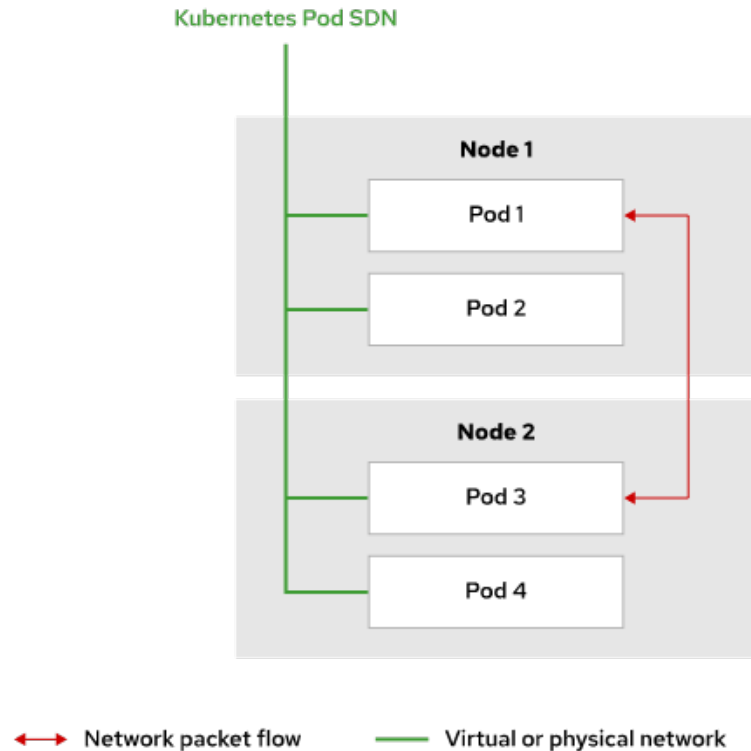 Kubernetes Pod SDN
Node 1
Pod 1
Pod 2
Node 2
Pod 3
Pod 4
Network packet flow
Virtual or physical network